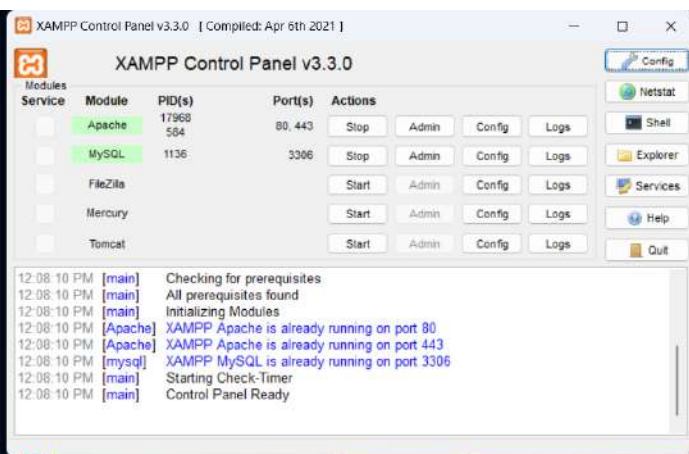 XAMPP Control Panel v3.3.0 [ Compiled: Apr 6th 2021 ]
XAMPP Control Panel v3.3.0
Config
Modules
Service Module PID(s) Port(s) Actions
Netstat
Apache 17968 584 80, 443 Stop Admin Config Logs
Shell
MySQL 1136 3306 Stop Admin Config Logs
Explorer
FileZilla Start Admin Config Logs
Services
Mercury Start Admin Config Logs
Help
Tomcat Start Admin Config Logs
Quit
12:08:10 PM [main] Checking for prerequisites
12:08:10 PM [main] All prerequisites found
12:08:10 PM [main] Initializing Modules
12:08:10 PM [Apache] XAMPP Apache is already running on port 80
12:08:10 PM [Apache] XAMPP Apache is already running on port 443
12:08:10 PM [mysql] XAMPP MySQL is already running on port 3306
12:08:10 PM [main] Starting Check-Timer
12:08:10 PM [main] Control Panel Ready